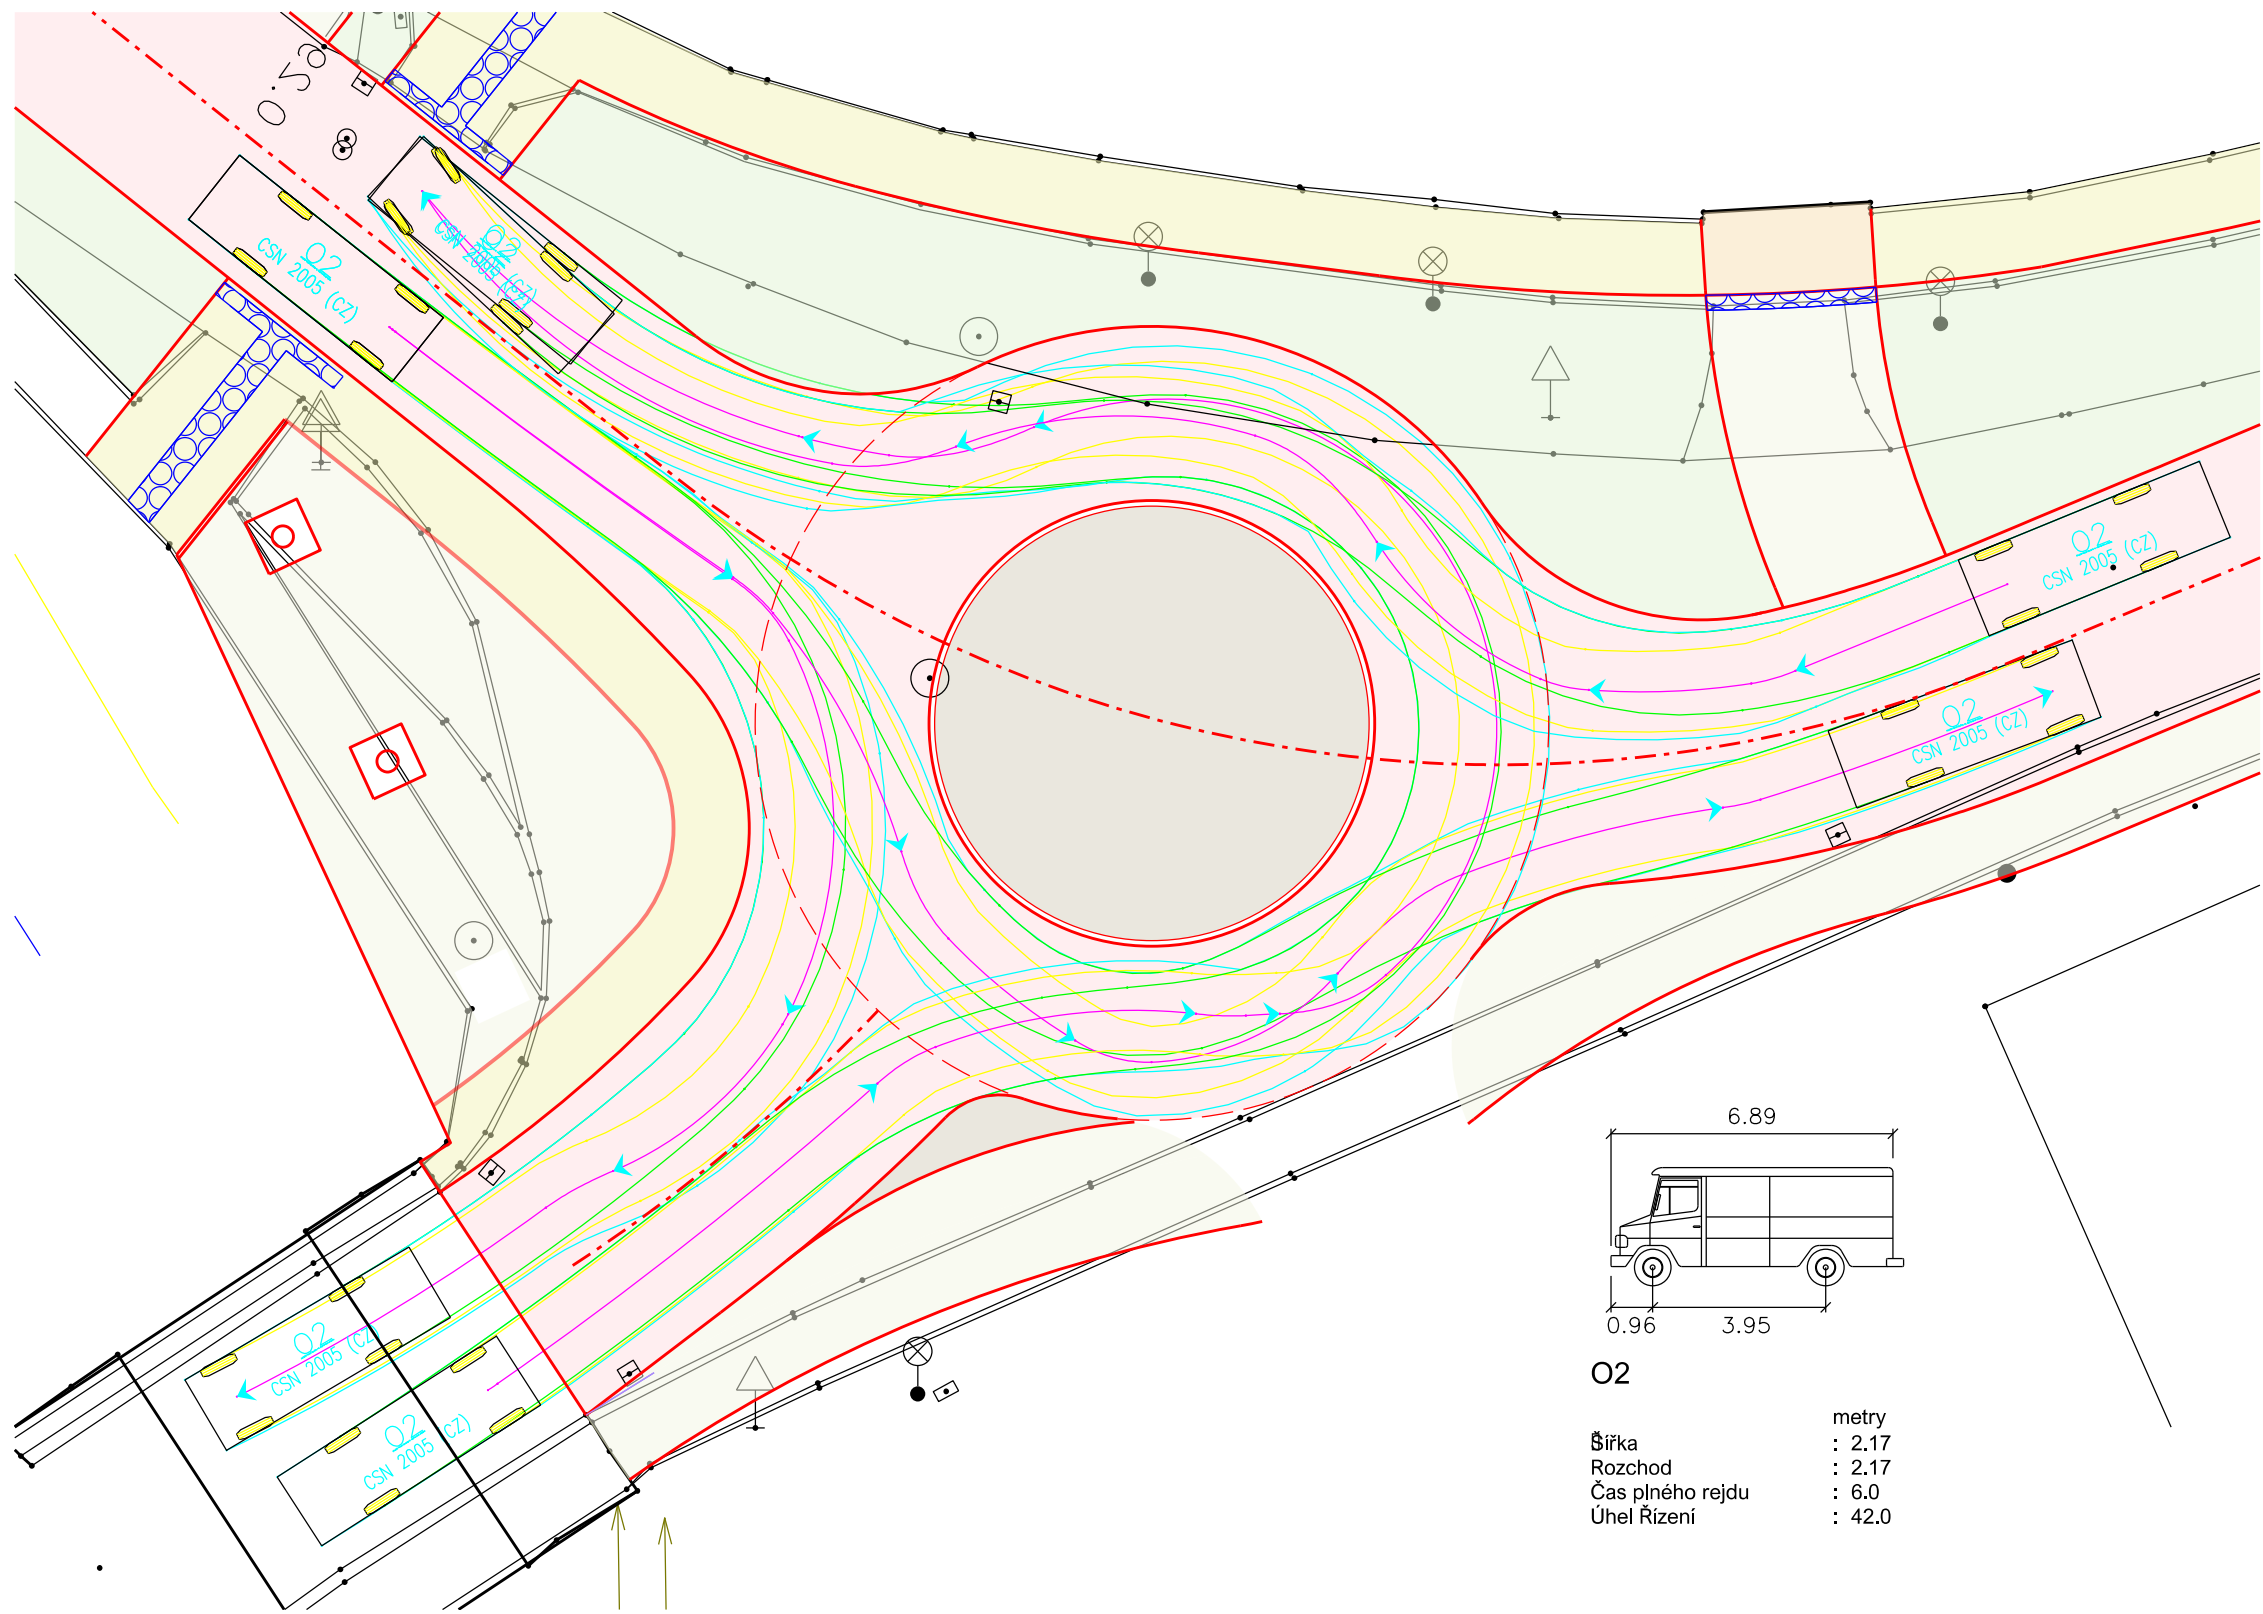 0.29
O2
CSN 2005 (CZ)
O2
CSN 2005 (CZ)
O2
CSN 2005 (CZ)
O2
CSN 2005 (CZ)
6.89
0.96 3.95
O2
CSN 2005 (CZ)
O2
CSN 2005 (CZ)
O2
metry
Šířka : 2.17
Rozchod : 2.17
Čas plného rejdu : 6.0
Úhel Řízení : 42.0